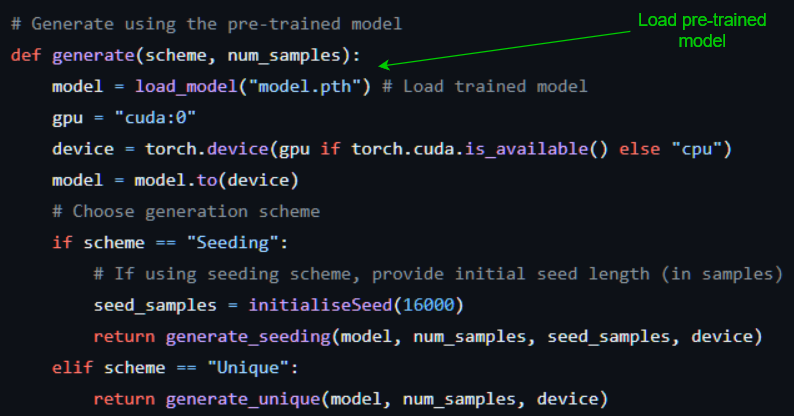 # Generate using the pre-trained model
Load pre-trained
model
def generate(scheme, num_samples):
    model = load_model("model.pth") # Load trained model
    gpu = "cuda:0"
    device = torch.device(gpu if torch.cuda.is_available() else "cpu")
    model = model.to(device)
    # Choose generation scheme
    if scheme == "Seeding":
        # If using seeding scheme, provide initial seed length (in samples)
        seed_samples = initialiseSeed(16000)
        return generate_seeding(model, num_samples, seed_samples, device)
    elif scheme == "Unique":
        return generate_unique(model, num_samples, device)